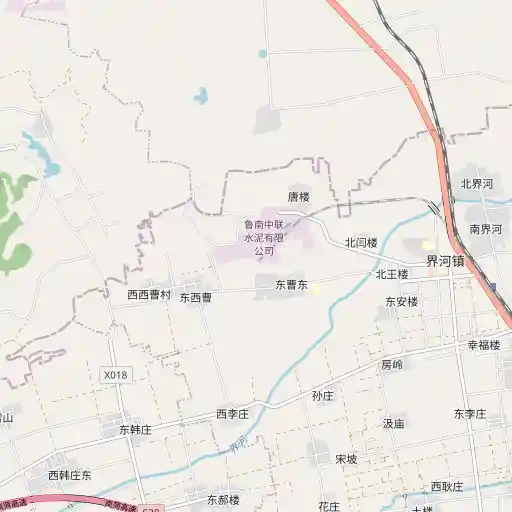 北界河
唐楼
鲁南中联
水泥有限
公司
南界河
北闫楼
界河镇
北王楼
东曹东
西西曹村
东西曹
东安楼
幸福楼
房岭
X018
孙庄
西李庄
东李庄
汲庙
东韩庄
界河
宋坡
西韩庄东
西耿庄
东郝楼
花庄